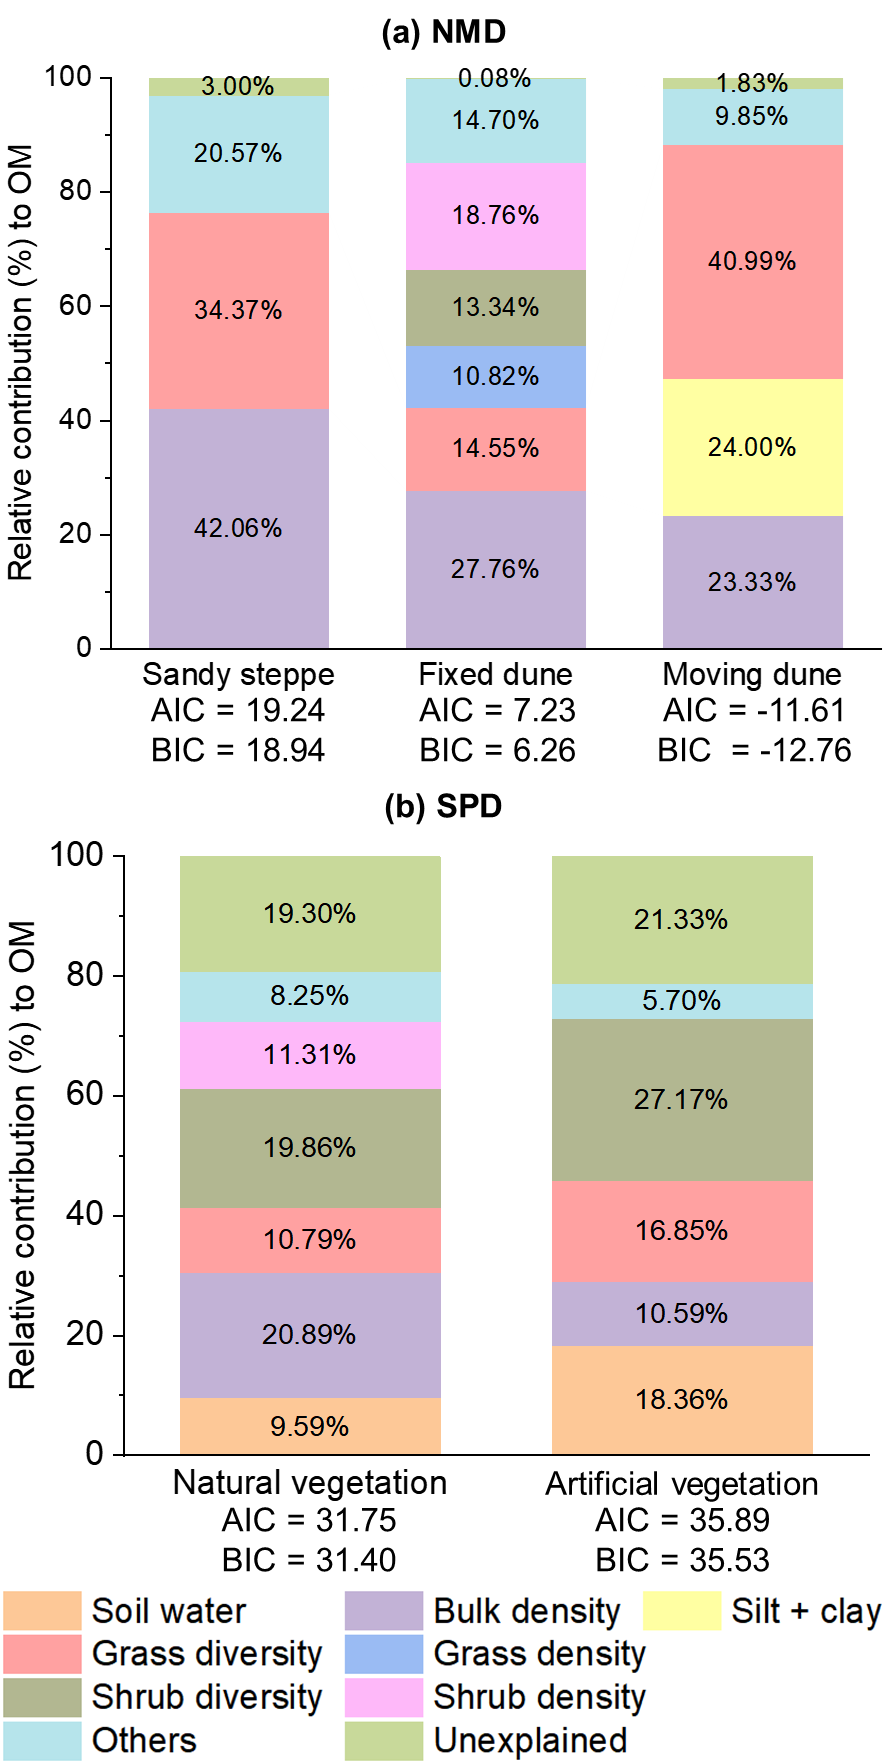 (a) NMD
Relative contribution (%) to OM
100
80
60
40
20
0
3.00%
20.57%
34.37%
42.06%
0.08%
14.70%
18.76%
13.34%
10.82%
14.55%
27.76%
1.83%
9.85%
40.99%
24.00%
23.33%
Sandy steppe Fixed dune Moving dune
AIC = 19.24 AIC = 7.23 AIC = -11.61
BIC = 18.94 BIC = 6.26 BIC = -12.76
(b) SPD
Relative contribution (%) to OM
100
80
60
40
20
0
19.30%
8.25%
11.31%
19.86%
10.79%
20.89%
9.59%
21.33%
5.70%
27.17%
16.85%
10.59%
18.36%
Natural vegetation Artificial vegetation
AIC = 31.75 AIC = 35.89
BIC = 31.40 BIC = 35.53
Soil water Bulk density Silt + clay
Grass diversity Grass density
Shrub diversity Shrub density
Others Unexplained